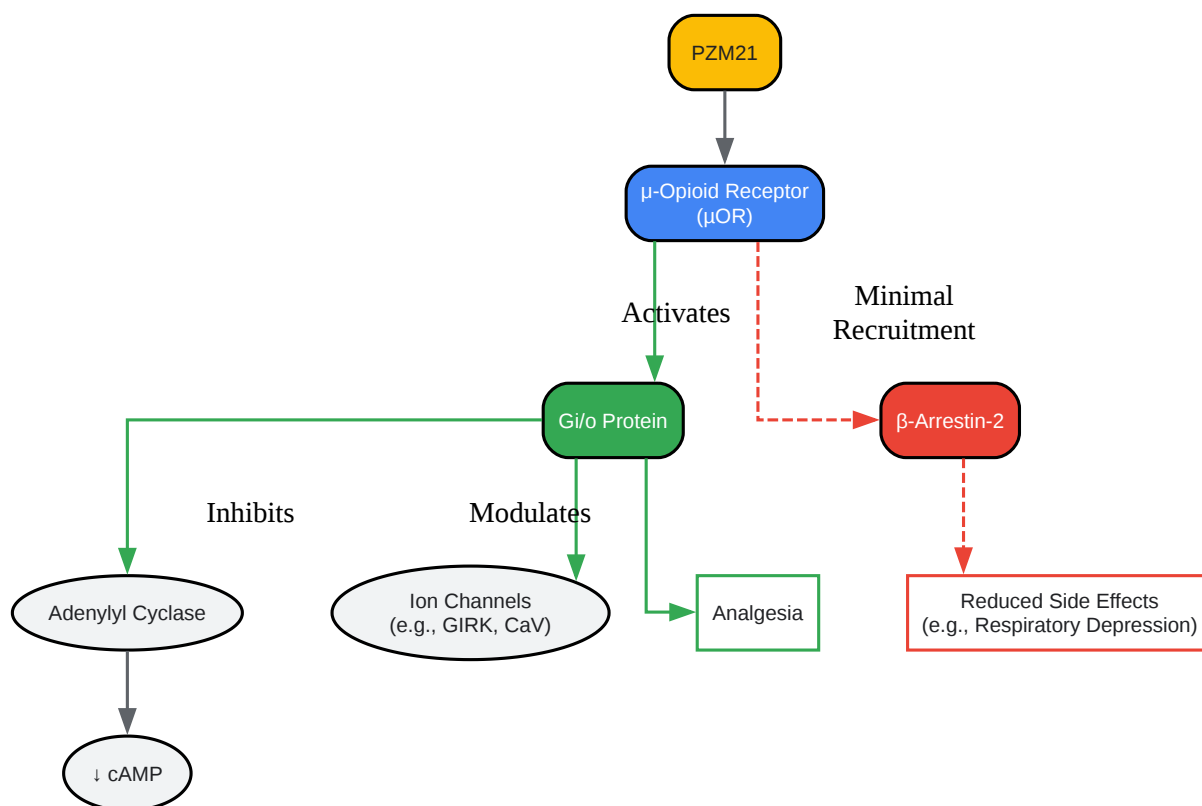 PZM21
μ-Opioid Receptor
(μOR)
Activates
Minimal
Recruitment
Gi/o Protein
β-Arrestin-2
Inhibits
Modulates
Adenylyl Cyclase
Ion Channels
(e.g., GIRK, CaV)
Analgesia
Reduced Side Effects
(e.g., Respiratory Depression)
↓ cAMP